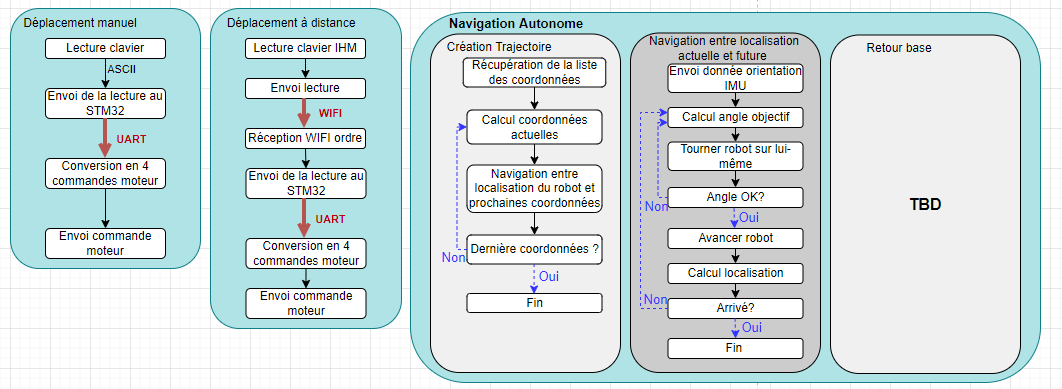 Déplacement manuel
Lecture clavier
ASCII
Envoi de la lecture au
STM32
UART
Conversion en 4
commandes moteur
Envoi commande
moteur
Déplacement à distance
Lecture clavier IHM
Envoi lecture
WIFI
Réception WIFI ordre
Envoi de la lecture au
STM32
UART
Conversion en 4
commandes moteur
Envoi commande
moteur
Navigation Autonome
Création Trajectoire
Récupération de la liste
des coordonnées
Calcul coordonnées
actuelles
Navigation entre
localisation du robot et
prochaines coordonnées
Dernière coordonnées ?
Non
Oui
Fin
Navigation entre localisation
actuelle et future
Envoi donnée orientation
IMU
Calcul angle objectif
Tourner robot sur lui-
même
Angle OK?
Non
Oui
Avancer robot
Calcul localisation
Arrivé?
Non
Oui
Fin
Retour base
TBD